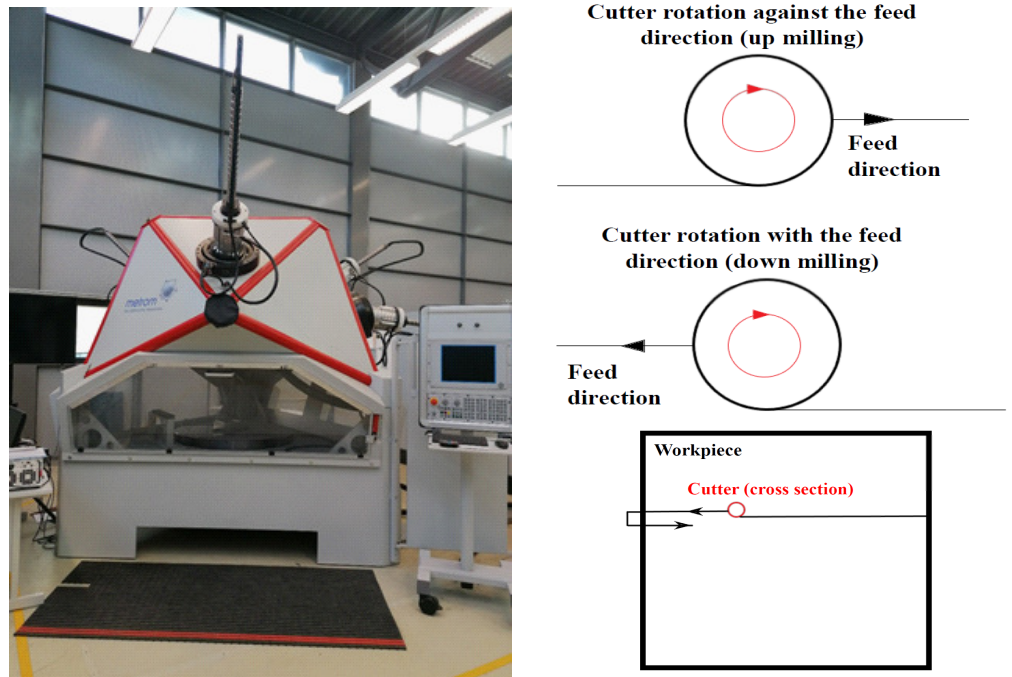 metrom
Cutter rotation against the feed
direction (up milling)
Feed
direction
Cutter rotation with the feed
direction (down milling)
Feed
direction
Workpiece
Cutter (cross section)